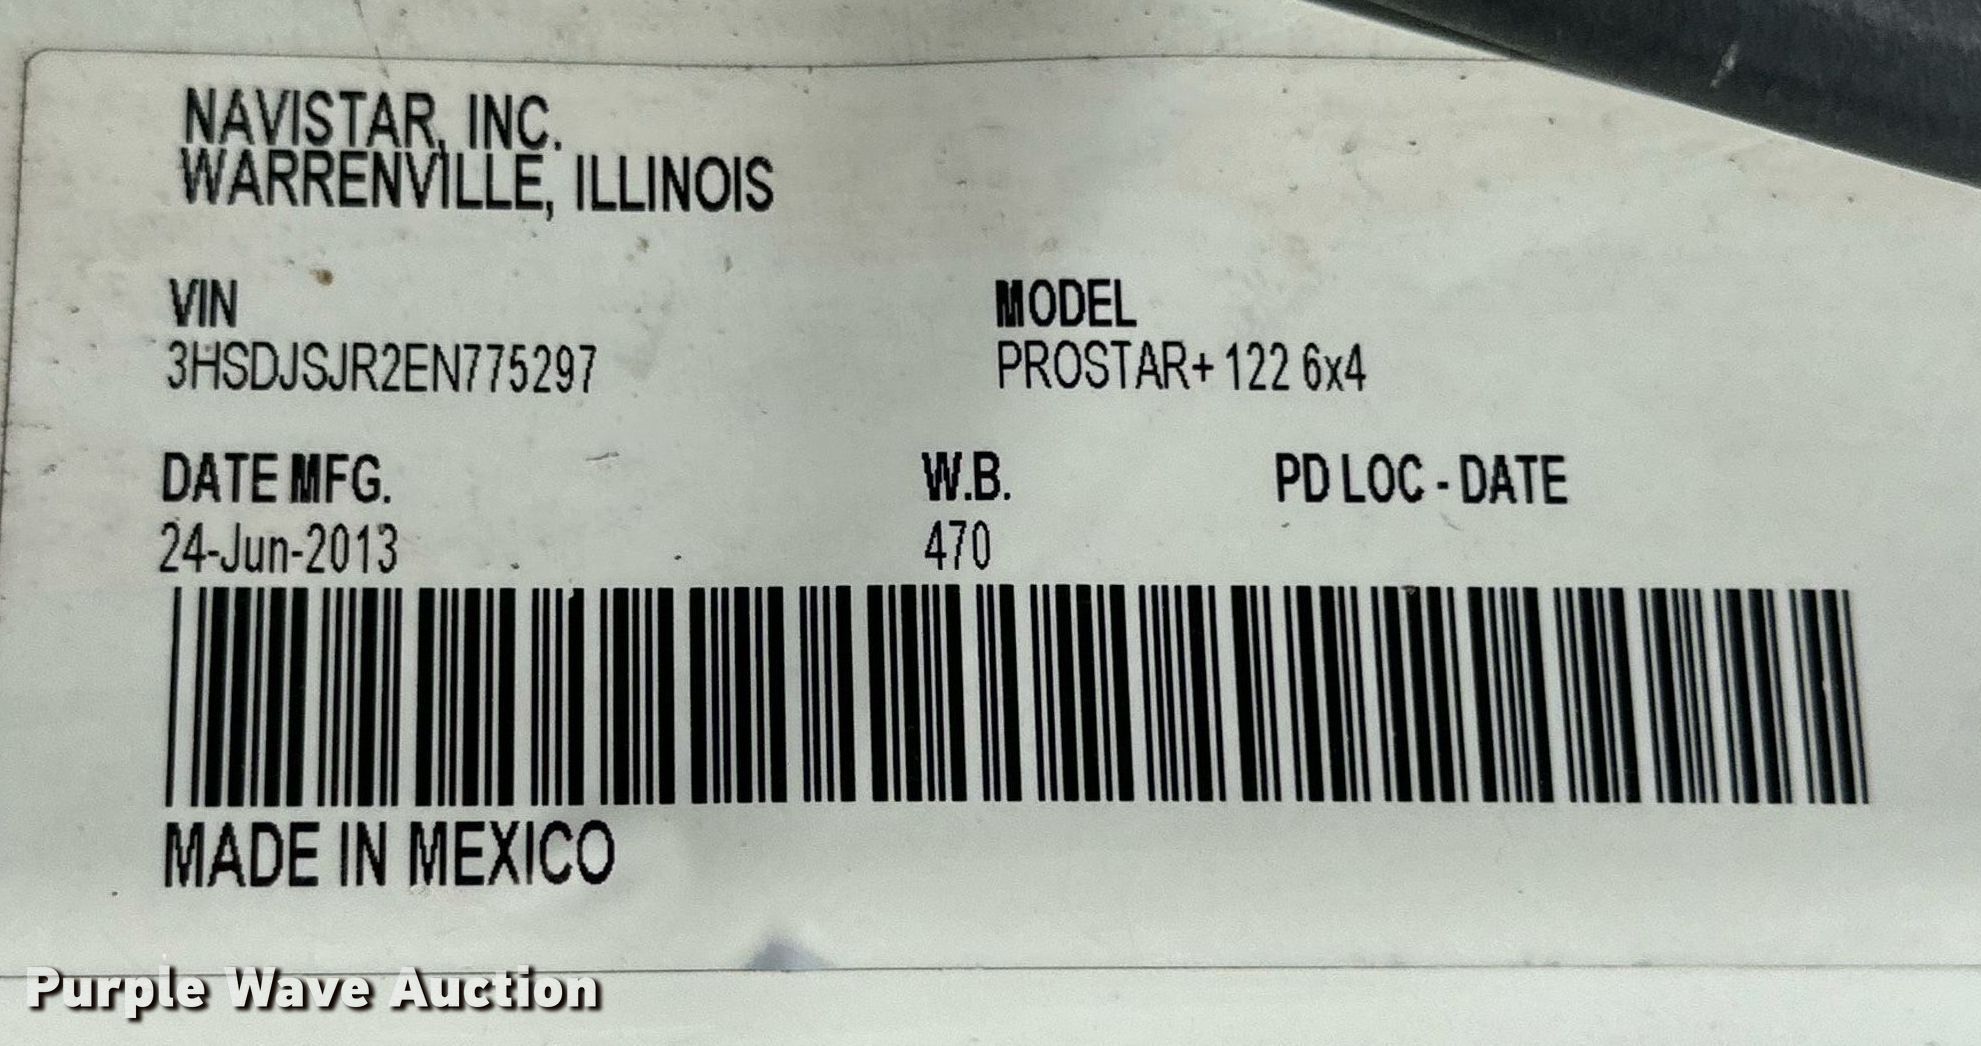 NAVISTAR, INC.
WARRENVILLE, ILLINOIS
VIN
3HSDJSJR2EN775297
MODEL
PROSTAR+ 122 6x4
DATE MFG.
24-Jun-2013
W.B.
470
PD LOC - DATE
MADE IN MEXICO
Purple Wave Auction